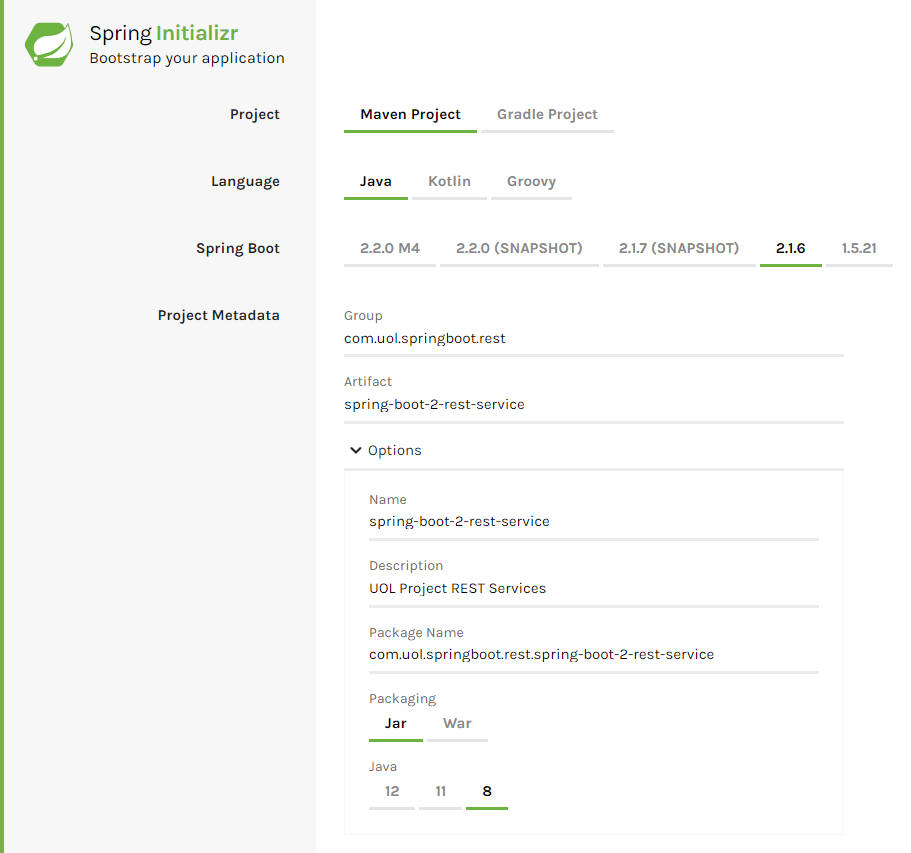 Spring Initializr
Bootstrap your application
Project
Maven Project Gradle Project
Language
Java Kotlin Groovy
Spring Boot
2.2.0 M4 2.2.0 (SNAPSHOT) 2.1.7 (SNAPSHOT) 2.1.6 1.5.21
Project Metadata
Group
com.uol.springboot.rest
Artifact
spring-boot-2-rest-service
Options
Name
spring-boot-2-rest-service
Description
UOL Project REST Services
Package Name
com.uol.springboot.rest.spring-boot-2-rest-service
Packaging
Jar War
Java
12 11 8